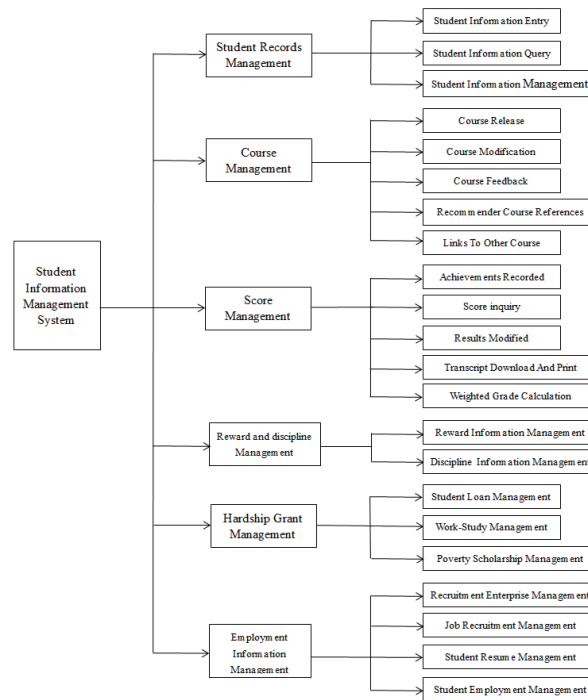 Student
Information
Management
System
Student Records
Management
Student Information Entry
Student Information Query
Student Information Management
Course
Management
Course Release
Course Modification
Course Feedback
Recommender Course References
Links To Other Course
Score
Management
Achievements Recorded
Score inquiry
Results Modified
Transcript Download And Print
Weighted Grade Calculation
Reward and discipline
Management
Reward Information Management
Discipline Information Management
Hardship Grant
Management
Student Loan Management
Work-Study Management
Poverty Scholarship Management
Employment
Information
Management
Recruitment Enterprise Management
Job Recruitment Management
Student Resume Management
Student Employment Management